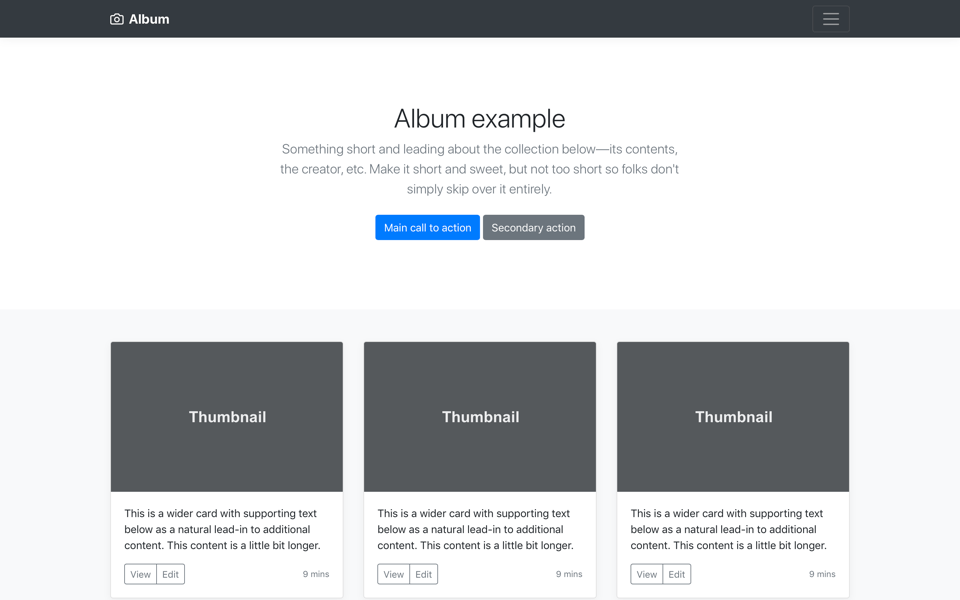 Album
Album example
Something short and leading about the collection below—its contents,
the creator, etc. Make it short and sweet, but not too short so folks don't
simply skip over it entirely.
Main call to action
Secondary action
Thumbnail
This is a wider card with supporting text
below as a natural lead-in to additional
content. This content is a little bit longer.
View
Edit
9 mins
Thumbnail
This is a wider card with supporting text
below as a natural lead-in to additional
content. This content is a little bit longer.
View
Edit
9 mins
Thumbnail
This is a wider card with supporting text
below as a natural lead-in to additional
content. This content is a little bit longer.
View
Edit
9 mins